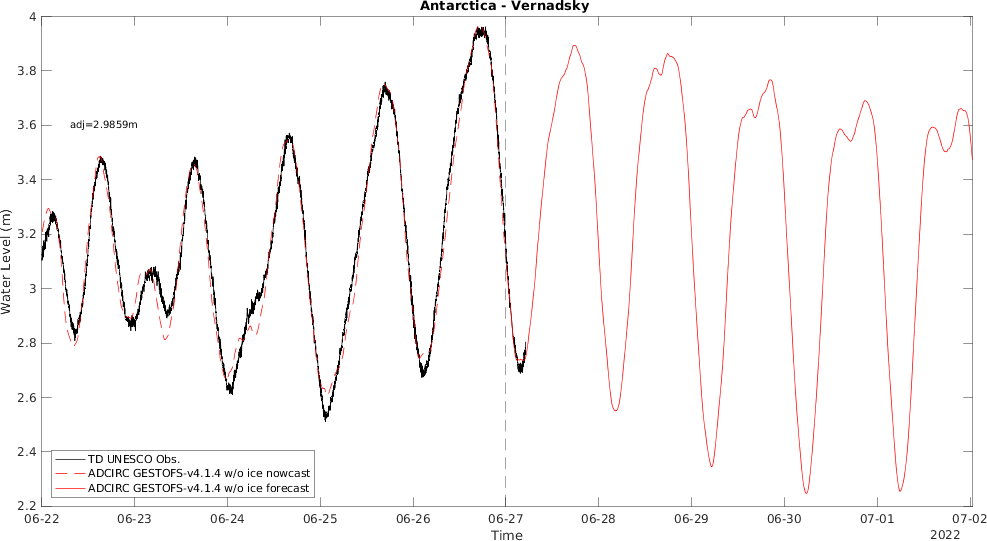 Antarctica - Vernadsky
4
3.8
3.6
3.4
3.2
3
2.8
2.6
2.4
2.2
Water Level (m)
adj=2.9859m
TD UNESCO Obs.
ADCIRC GESTOFS-v4.1.4 w/o ice nowcast
ADCIRC GESTOFS-v4.1.4 w/o ice forecast
06-22 06-23 06-24 06-25 06-26 06-27 06-28 06-29 06-30 07-01 07-02
Time
2022